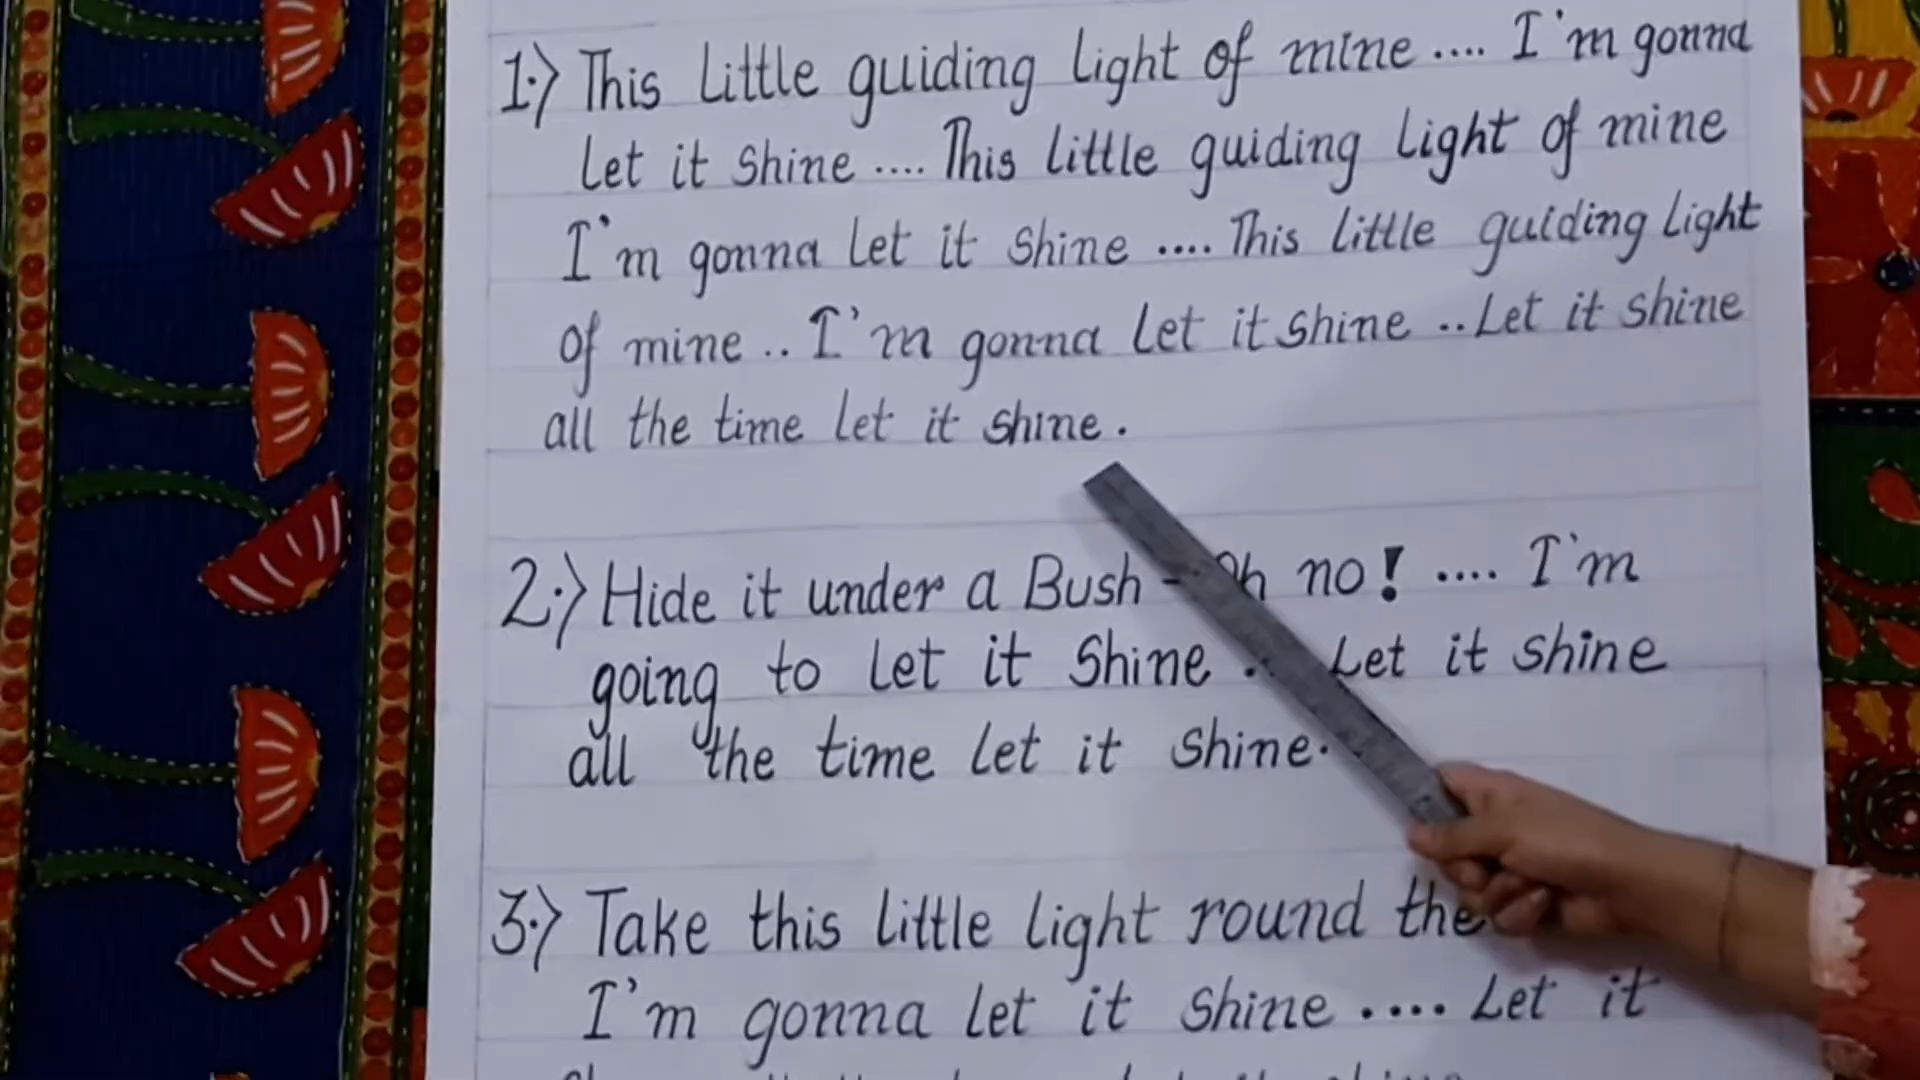 1.) This little guiding light of mine .... I'm gonna
let it shine .... This little guiding light of mine
I'm gonna let it shine .... This little guiding light
of mine .. I'm gonna let it shine .. Let it shine
all the time let it shine.
2.) Hide it under a Bush - Oh no! .... I'm
going to let it shine .. Let it shine
all the time let it shine.
3.) Take this little light round the
I'm gonna let it shine .... Let it